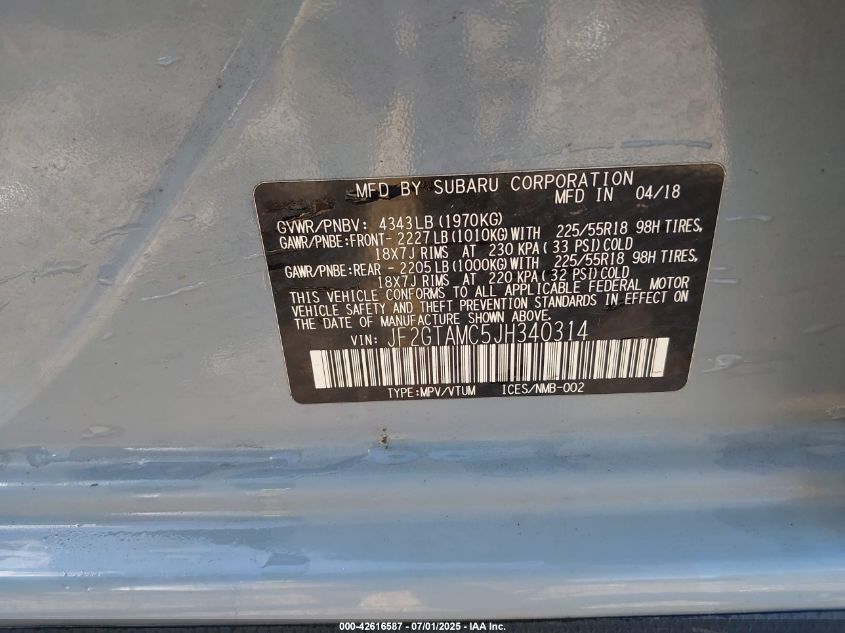 MFD BY SUBARU CORPORATION
MFD IN 04/18
GVWR/PNBV: 4343LB(1970KG)
GAWR/PNBE:FRONT- 2227LB(1010KG)WITH 225/55R18 98H TIRES,
18X7J RIMS AT 230 KPA(33 PSI)COLD
GAWR/PNBE:REAR - 2205LB(1000KG)WITH 225/55R18 98H TIRES,
18X7J RIMS AT 220 KPA(32 PSI)COLD
THIS VEHICLE CONFORMS TO ALL APPLICABLE FEDERAL MOTOR
VEHICLE SAFETY AND THEFT PREVENTION STANDARDS IN EFFECT ON
THE DATE OF MANUFACTURE SHOWN ABOVE.
VIN: JF2GTAMC5JH340314
TYPE:MPV/VTUM ICES/NMB-002
000-42616587 - 07/01/2025 - IAA Inc.